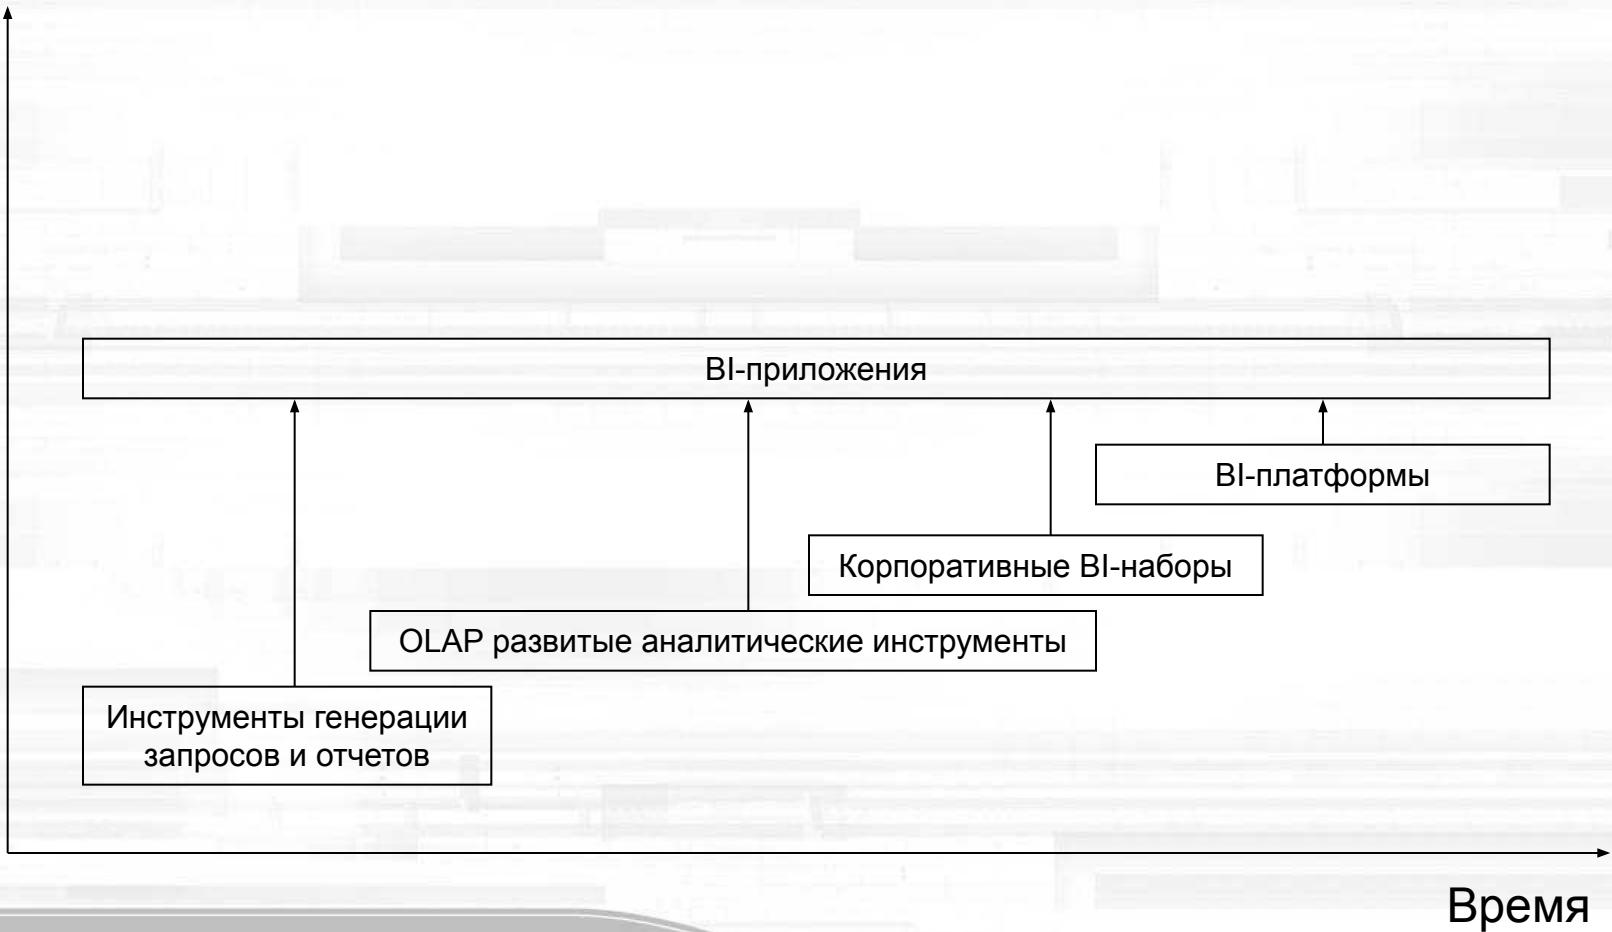 BI-приложения
BI-платформы
Корпоративные BI-наборы
OLAP развитые аналитические инструменты
Инструменты генерации
запросов и отчетов
Время